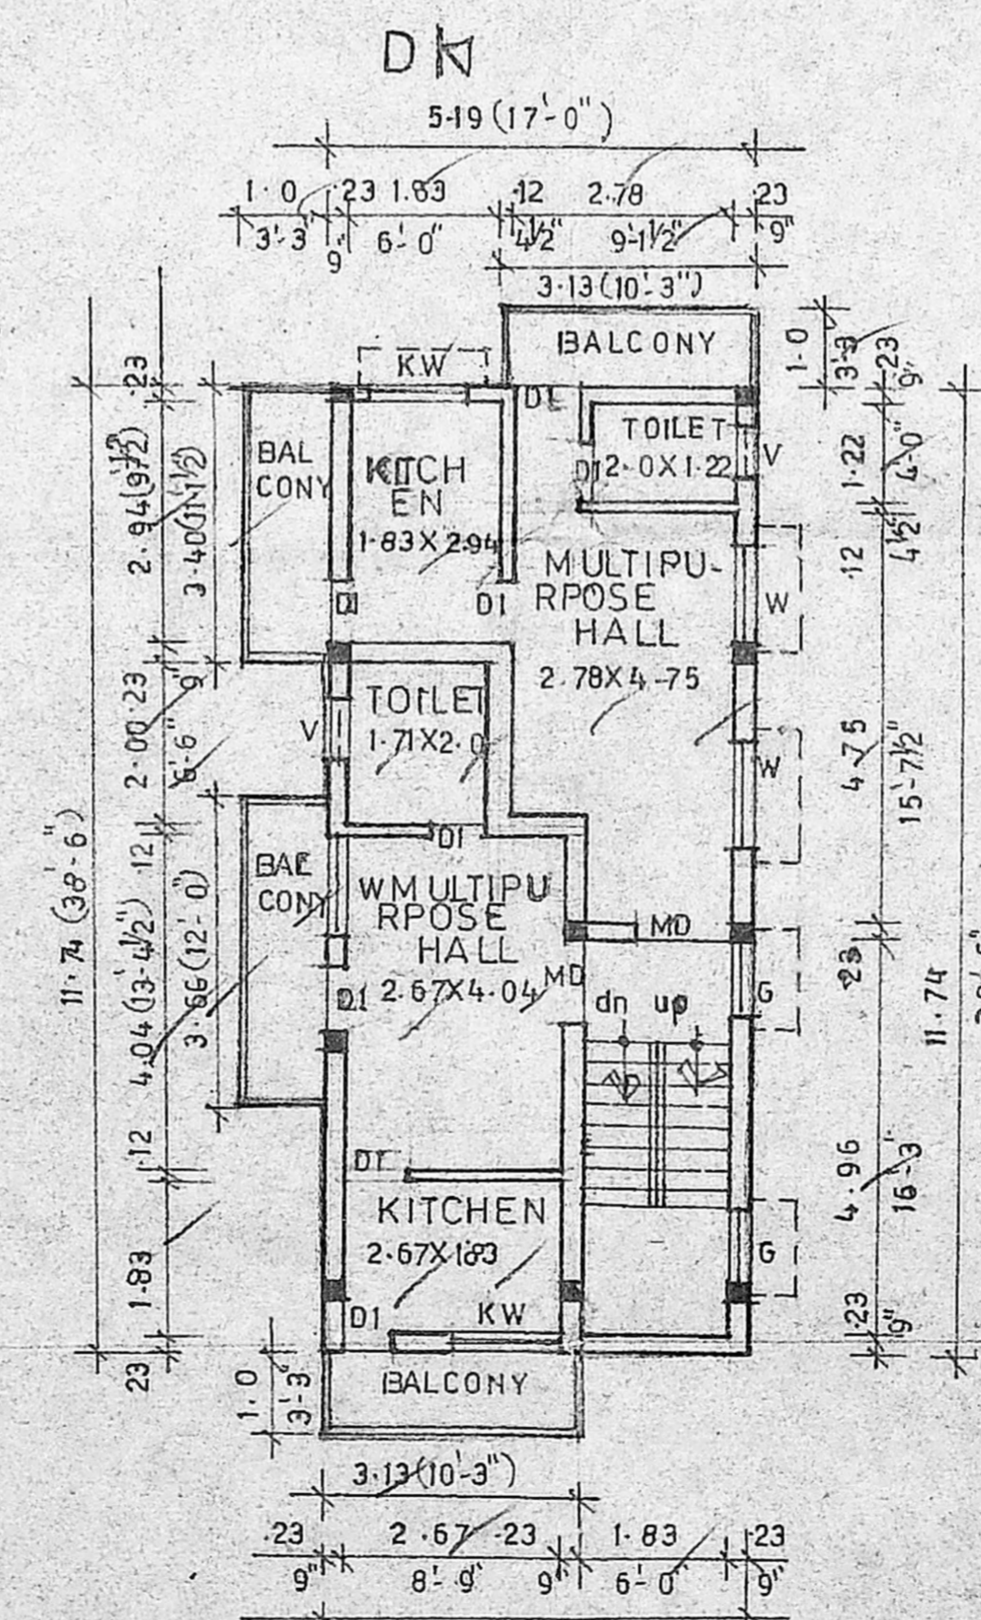 D
5.19 (17'-0")
1.0 .23 1.83 .12 2.78 .23
3'-3" 9" 6'-0" 4½" 9'-1½" 9"
3.13 (10'-3")
BALCONY
1.0
3'-3"
KW
D1
.23
.23
9"
TOILET
2.0X1.22
D1
V
1.22
4'-0"
BAL
CONY
KITCH
EN
1.83X2.94
2.94(9'7½")
3.40(11'-1½")
.12
4½"
MULTIPU-
RPOSE
HALL
2.78X4.75
D1
D1
W
.23
9"
TOILET
1.71X2.0
V
2.00
6'-6"
W
4.75
15'-7½"
D1
.12
BAL
CONY
WMULTIPU
RPOSE
HALL
2.67X4.04
D1
MD
MD
11.74 (38'-6")
4.04 (13'-4½")
3.66(12'-0")
.23
11.74
dn up
G
.12
D1
KITCHEN
2.67X1.83
D1
KW
4.96
16'-3"
G
1.83
.23
9"
23
BALCONY
1.0
3'-3"
3.13 (10'-3")
.23 2.67 .23 1.83 .23
9" 8'-9" 9" 6'-0" 9"